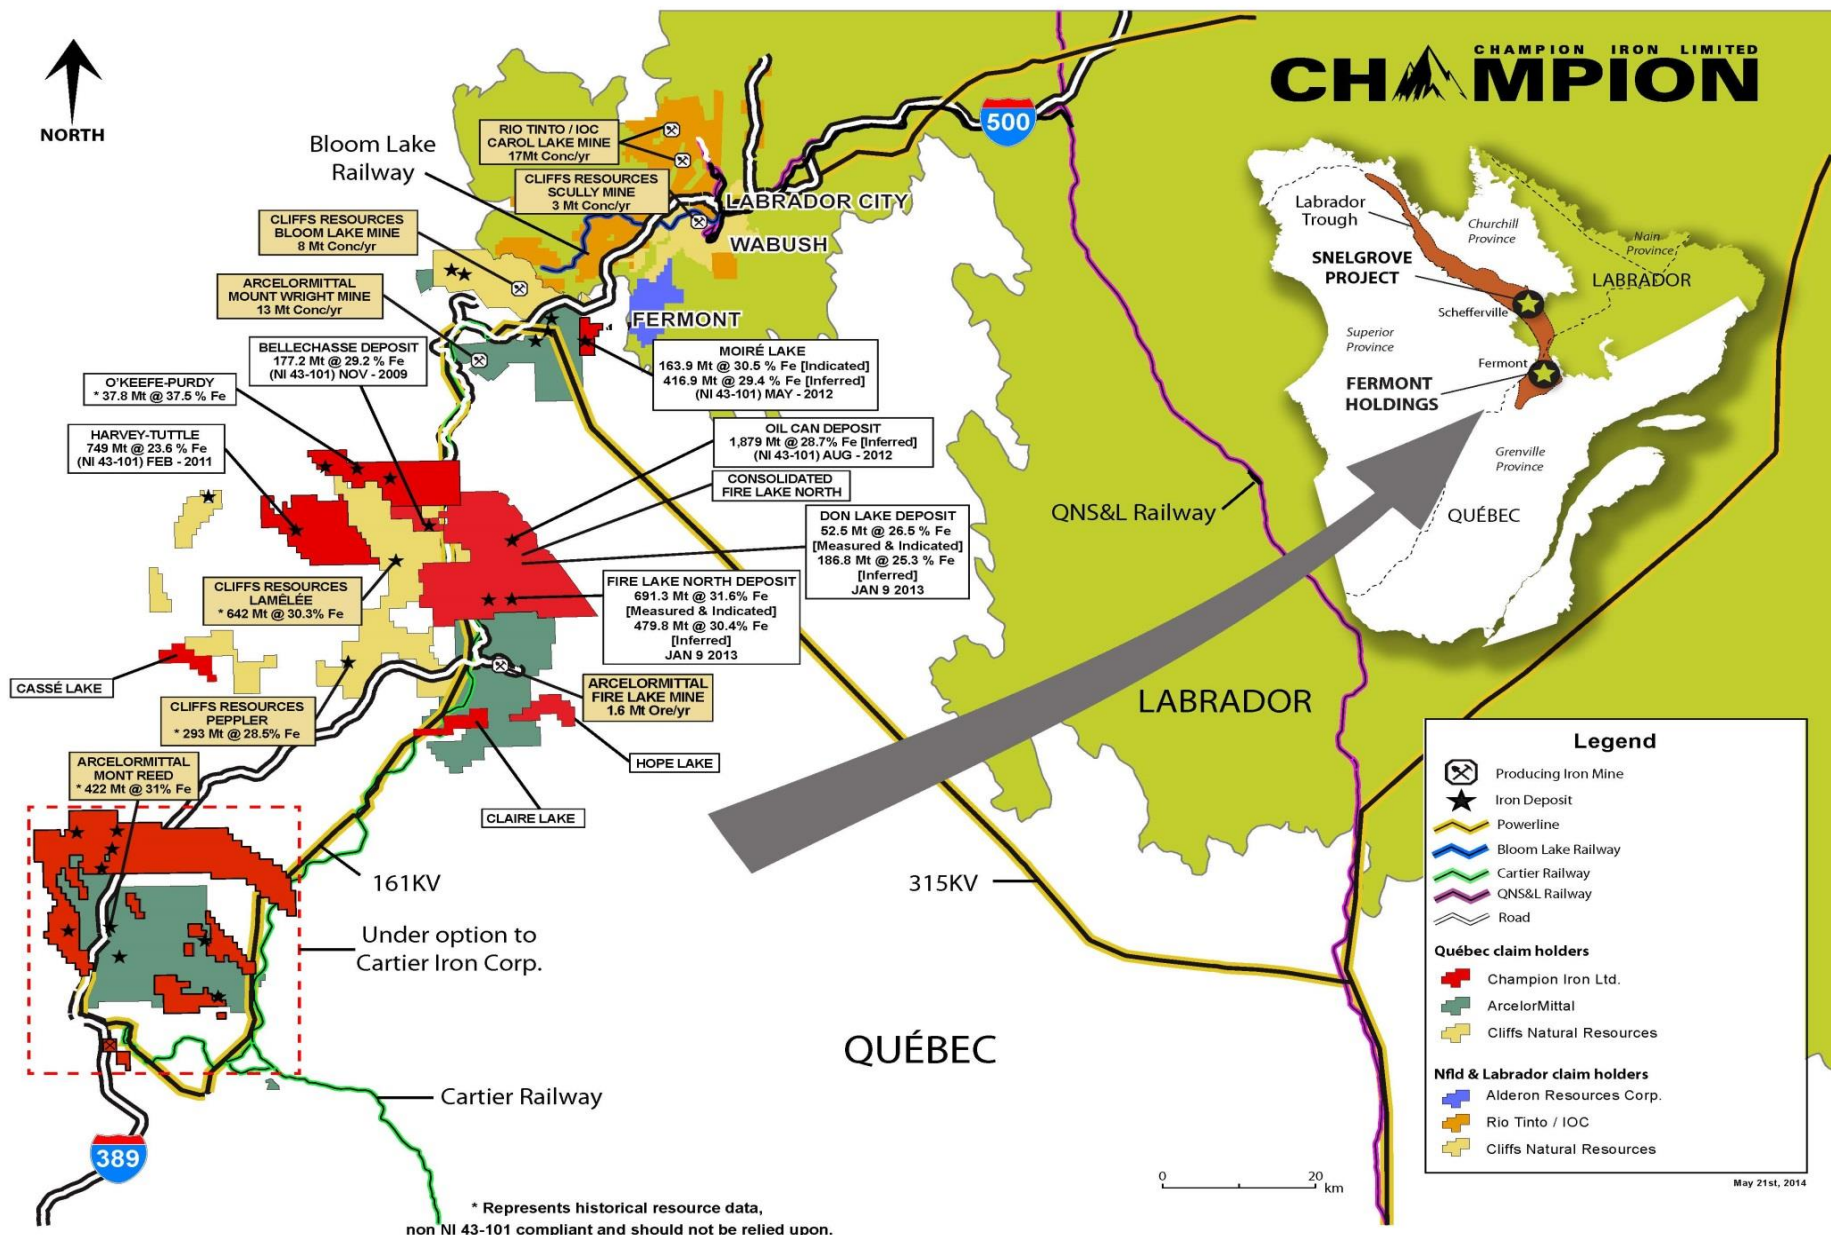 NORTH
CHAMPION IRON LIMITED
CHAMPION
Bloom Lake
Railway
RIO TINTO / IOC
CAROL LAKE MINE
17Mt Conc/yr
CLIFFS RESOURCES
SCULLY MINE
3 Mt Conc/yr
CLIFFS RESOURCES
BLOOM LAKE MINE
8 Mt Conc/yr
ARCELORMITTAL
MOUNT WRIGHT MINE
13 Mt Conc/yr
BELLECHASSE DEPOSIT
177.2 Mt @ 29.2 % Fe
(NI 43-101) NOV - 2009
O'KEEFE-PURDY
* 37.8 Mt @ 37.5 % Fe
HARVEY-TUTTLE
749 Mt @ 23.6 % Fe
(NI 43-101) FEB - 2011
500
LABRADOR CITY
WABUSH
FERMONT
MOIRÉ LAKE
163.9 Mt @ 30.5 % Fe [Indicated]
416.9 Mt @ 29.4 % Fe [Inferred]
(NI 43-101) MAY - 2012
OIL CAN DEPOSIT
1,879 Mt @ 28.7% Fe [Inferred]
(NI 43-101) AUG - 2012
CONSOLIDATED
FIRE LAKE NORTH
DON LAKE DEPOSIT
52.5 Mt @ 26.5 % Fe
[Measured & Indicated]
186.8 Mt @ 25.3 % Fe
[Inferred]
JAN 9 2013
FIRE LAKE NORTH DEPOSIT
691.3 Mt @ 31.6% Fe
[Measured & Indicated]
479.8 Mt @ 30.4% Fe
[Inferred]
JAN 9 2013
CLIFFS RESOURCES
LAMÊLÉE
* 642 Mt @ 30.3% Fe
CASSÉ LAKE
CLIFFS RESOURCES
PEPPLER
* 293 Mt @ 28.5% Fe
ARCELORMITTAL
FIRE LAKE MINE
1.6 Mt Ore/yr
HOPE LAKE
CLAIRE LAKE
ARCELORMITTAL
MONT REED
* 422 Mt @ 31% Fe
161KV
315KV
Under option to
Cartier Iron Corp.
Cartier Railway
389
QNS&L Railway
LABRADOR
QUÉBEC
Labrador
Trough
Churchill
Province
Nain
Province
SNELGROVE
PROJECT
LABRADOR
Schefferville
Superior
Province
Fermont
FERMONT
HOLDINGS
Grenville
Province
QUÉBEC
Legend
Producing Iron Mine
Iron Deposit
Powerline
Bloom Lake Railway
Cartier Railway
QNS&L Railway
Road
Québec claim holders
Champion Iron Ltd.
ArcelorMittal
Cliffs Natural Resources
Nfld & Labrador claim holders
Alderon Resources Corp.
Rio Tinto / IOC
Cliffs Natural Resources
0 20
km
May 21st, 2014
* Represents historical resource data,
non NI 43-101 compliant and should not be relied upon.